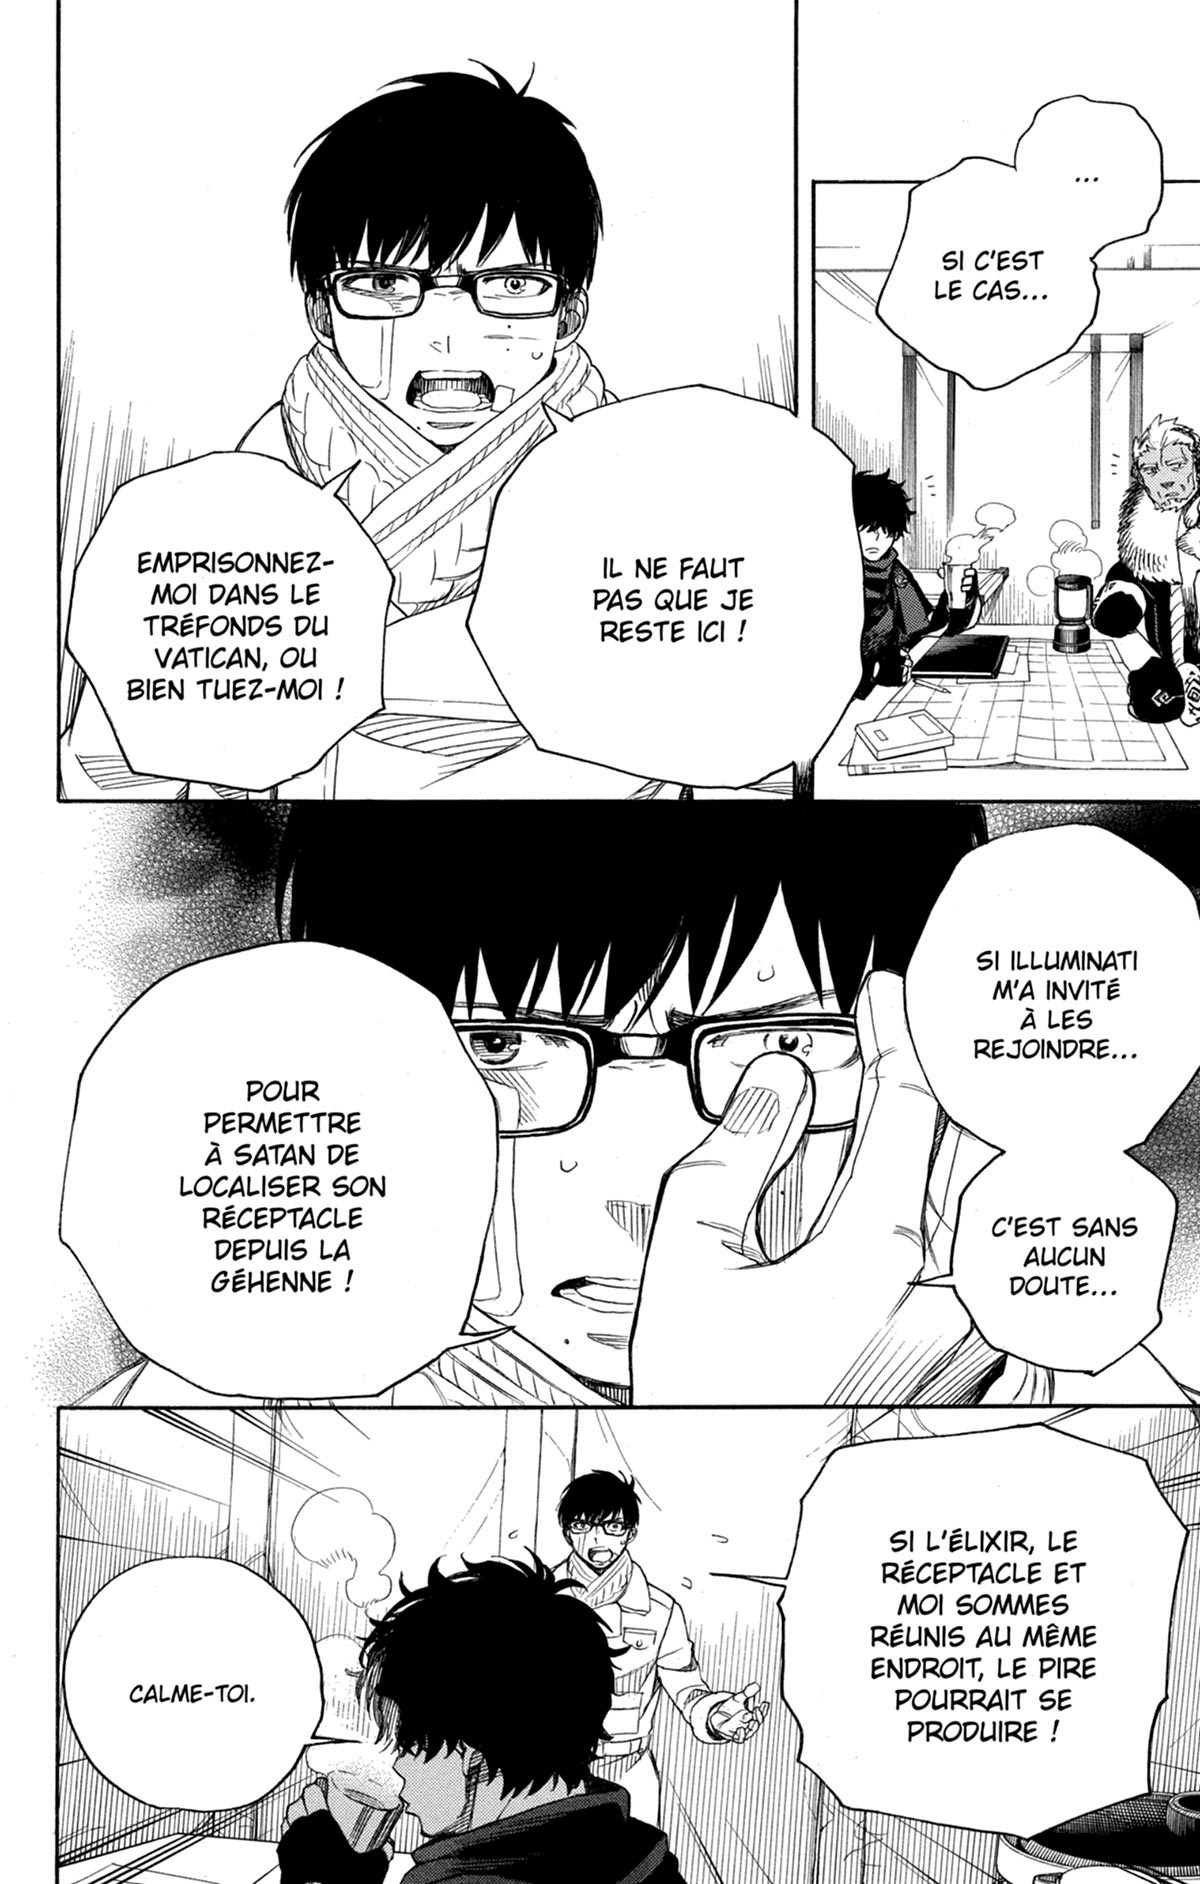 ...
SI C'EST
LE CAS...
IL NE FAUT
PAS QUE JE
RESTE ICI !
EMPRISONNEZ-
MOI DANS LE
TRÉFONDS DU
VATICAN, OU
BIEN TUEZ-MOI !
SI ILLUMINATI
M'A INVITÉ
À LES
REJOINDRE...
C'EST SANS
AUCUN
DOUTE...
POUR
PERMETTRE
À SATAN DE
LOCALISER SON
RÉCEPTACLE
DEPUIS LA
GÉHENNE !
SI L'ÉLIXIR, LE
RÉCEPTACLE ET
MOI SOMMES
RÉUNIS AU MÊME
ENDROIT, LE PIRE
POURRAIT SE
PRODUIRE !
CALME-TOI.